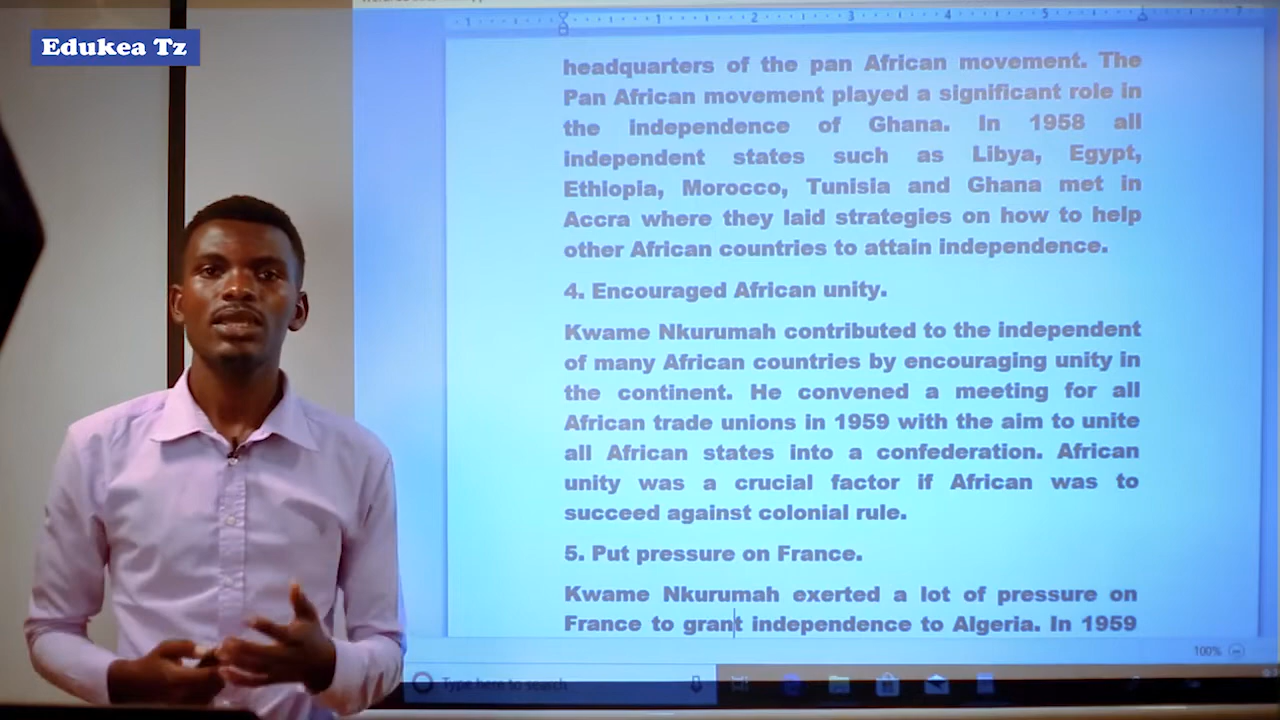 Edukea Tz
headquarters of the pan African movement. The
Pan African movement played a significant role in
the independence of Ghana. In 1958 all
independent states such as Libya, Egypt,
Ethiopia, Morocco, Tunisia and Ghana met in
Accra where they laid strategies on how to help
other African countries to attain independence.
4. Encouraged African unity.
Kwame Nkurumah contributed to the independent
of many African countries by encouraging unity in
the continent. He convened a meeting for all
African trade unions in 1959 with the aim to unite
all African states into a confederation. African
unity was a crucial factor if African was to
succeed against colonial rule.
5. Put pressure on France.
Kwame Nkurumah exerted a lot of pressure on
France to grant independence to Algeria. In 1959
100%
Type here to search